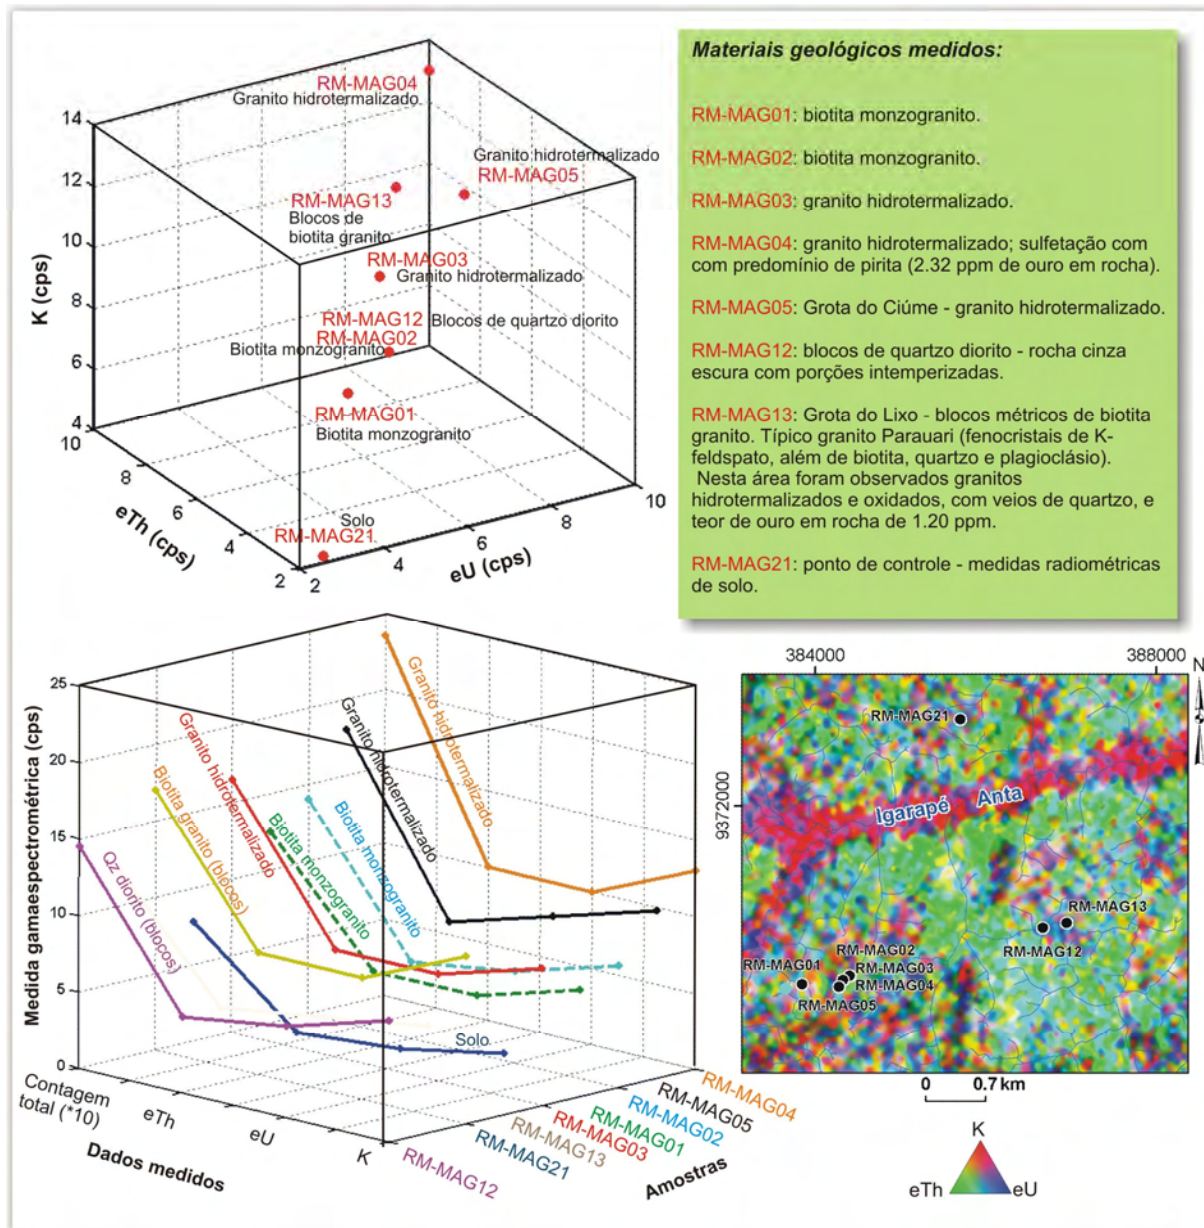 RM-MAG04
Granito hidrotermalizado
Granito hidrotermalizado
RM-MAG05
RM-MAG13
Blocos de
biotita granito
RM-MAG03
Granito hidrotermalizado
RM-MAG12 Blocos de quartzo diorito
RM-MAG02
Biotita monzogranito
RM-MAG01
Biotita monzogranito
Solo
RM-MAG21
K (cps)
14
12
10
8
6
4
eTh (cps)
10
8
6
4
2
eU (cps)
2
4
6
8
10
Materiais geológicos medidos:
RM-MAG01: biotita monzogranito.
RM-MAG02: biotita monzogranito.
RM-MAG03: granito hidrotermalizado.
RM-MAG04: granito hidrotermalizado; sulfetação com
com predomínio de pirita (2.32 ppm de ouro em rocha).
RM-MAG05: Grota do Ciúme - granito hidrotermalizado.
RM-MAG12: blocos de quartzo diorito - rocha cinza
escura com porções intemperizadas.
RM-MAG13: Grota do Lixo - blocos métricos de biotita
granito. Típico granito Parauari (fenocristais de K-
feldspato, além de biotita, quartzo e plagioclásio).
Nesta área foram observados granitos
hidrotermalizados e oxidados, com veios de quartzo, e
teor de ouro em rocha de 1.20 ppm.
RM-MAG21: ponto de controle - medidas radiométricas
de solo.
Medida gamaespectrométrica (cps)
25
20
15
10
5
0
Qz diorito (blocos)
Biotita granito (blocos)
Granito hidrotermalizado
Biotita monzogranito
Biotita monzogranito
Granito hidrotermalizado
Granito hidrotermalizado
Solo
Contagem
total (*10)
eTh
eU
K
Dados medidos
RM-MAG12
RM-MAG21
RM-MAG13
RM-MAG03
RM-MAG01
RM-MAG02
RM-MAG05
RM-MAG04
Amostras
384000
388000
N
9372000
RM-MAG21
Igarapé Anta
RM-MAG13
RM-MAG12
RM-MAG02
RM-MAG01
RM-MAG03
RM-MAG04
RM-MAG05
0
0.7 km
K
eTh
eU